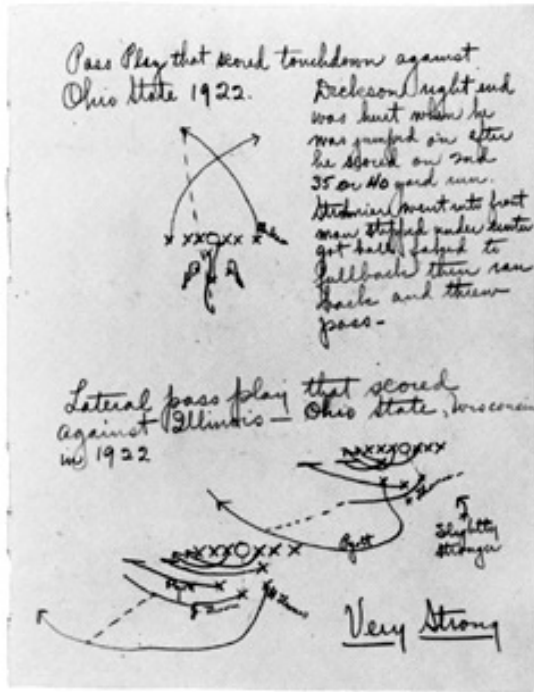 Pass Play that scored touchdown against
Ohio State 1922.
Dickson right end
was hurt when he
was jumped on after
he scored on 2nd
35 or 40 yard run.
went into front
man stepped under center
got ball, faked to
fullback then ran
back and threw
pass-
Lateral pass play that scored
against Illinois — Ohio State, Wisconsin
in 1922
Pyott
Slightly
stronger
Very Strong